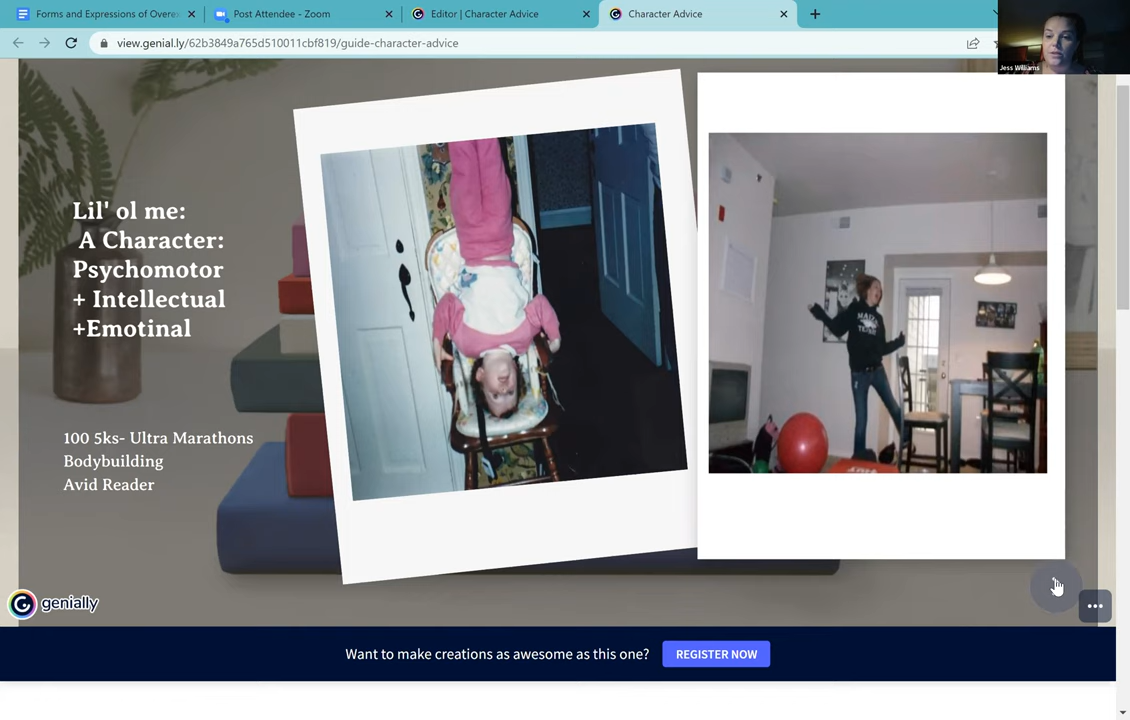 Forms and Expressions of Overe
Post Attendee - Zoom
Editor | Character Advice
Character Advice
view.genial.ly/62b3849a765d510011cbf819/guide-character-advice
Jess Williams
Lil' ol me:
A Character:
Psychomotor
+ Intellectual
+Emotinal
100 5ks- Ultra Marathons
Bodybuilding
Avid Reader
genially
Want to make creations as awesome as this one?
REGISTER NOW